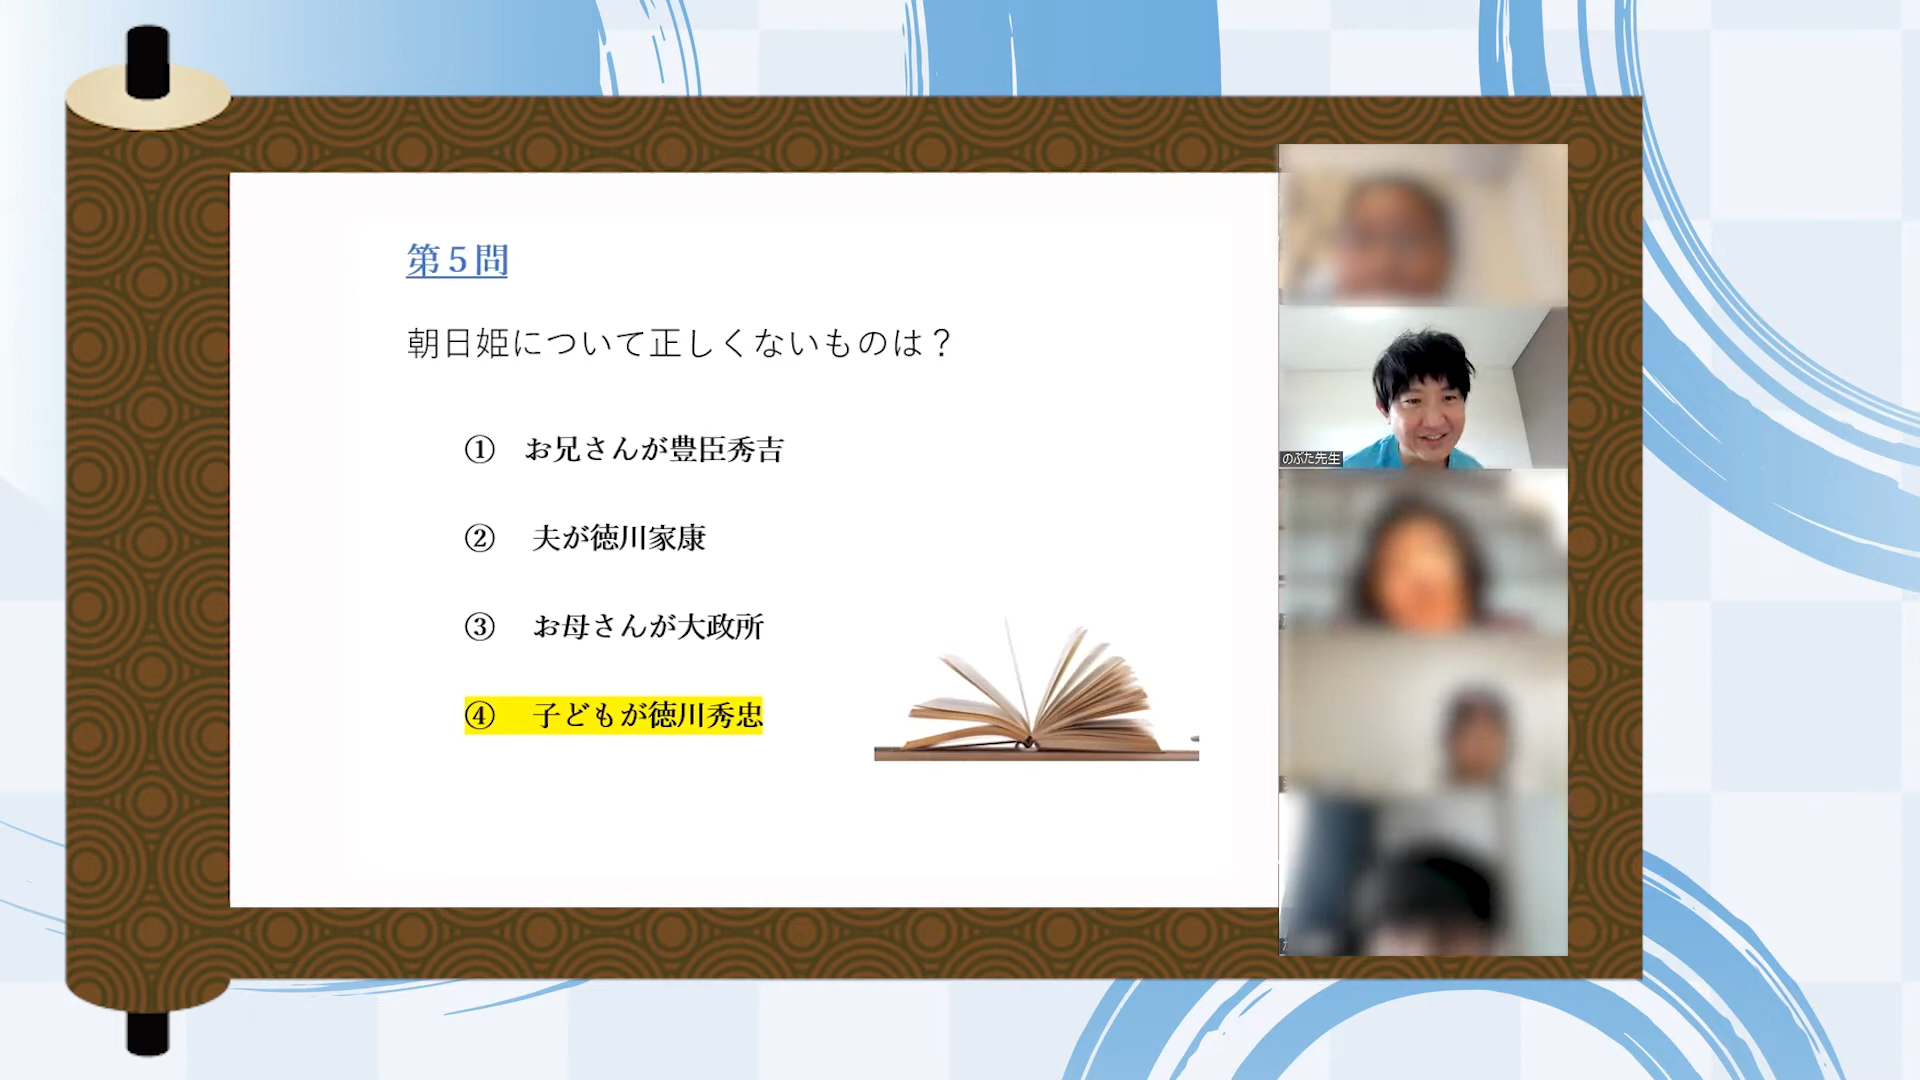 第５問
朝日姫について正しくないものは？
① お兄さんが豊臣秀吉
② 夫が徳川家康
③ お母さんが大政所
④ 子どもが徳川秀忠
のぶた先生